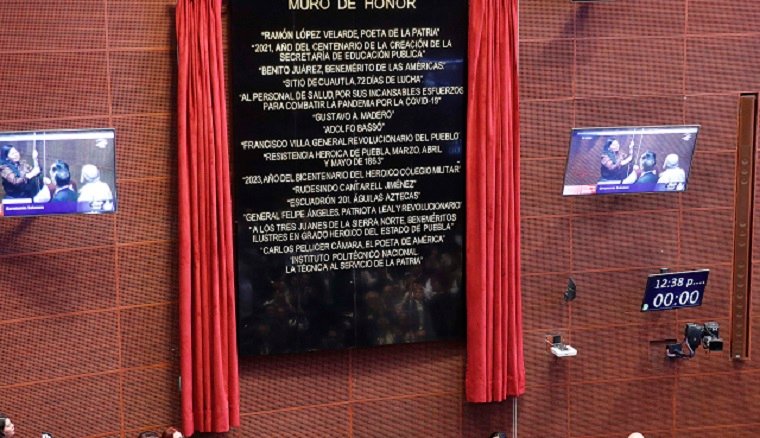 MURO DE HONOR
"RAMÓN LÓPEZ VELARDE, POETA DE LA PATRIA"
"2021, AÑO DEL CENTENARIO DE LA CREACIÓN DE LA
SECRETARÍA DE EDUCACIÓN PÚBLICA"
"BENITO JUÁREZ, BENEMÉRITO DE LAS AMÉRICAS"
"SITIO DE CUAUTLA, 72 DÍAS DE LUCHA"
"AL PERSONAL DE SALUD, POR SUS INCANSABLES ESFUERZOS
PARA COMBATIR LA PANDEMIA POR LA COVID-19"
"GUSTAVO A. MADERO"
"ADOLFO BASSÓ"
"FRANCISCO VILLA, GENERAL REVOLUCIONARIO DEL PUEBLO"
"RESISTENCIA HEROICA DE PUEBLA, MARZO, ABRIL
Y MAYO DE 1863"
"2023, AÑO DEL BICENTENARIO DEL HEROICO COLEGIO MILITAR"
"RUDESINDO CANTARELL JIMÉNEZ"
"ESCUADRÓN 201, ÁGUILAS AZTECAS"
"GENERAL FELIPE ÁNGELES, PATRIOTA LEAL Y REVOLUCIONARIO"
"A LOS TRES JUANES DE LA SIERRA NORTE, BENEMÉRITOS
ILUSTRES EN GRADO HEROICO DEL ESTADO DE PUEBLA"
"CARLOS PELLICER CÁMARA, EL POETA DE AMÉRICA"
"INSTITUTO POLITÉCNICO NACIONAL
LA TÉCNICA AL SERVICIO DE LA PATRIA"
12:38 p...
00:00